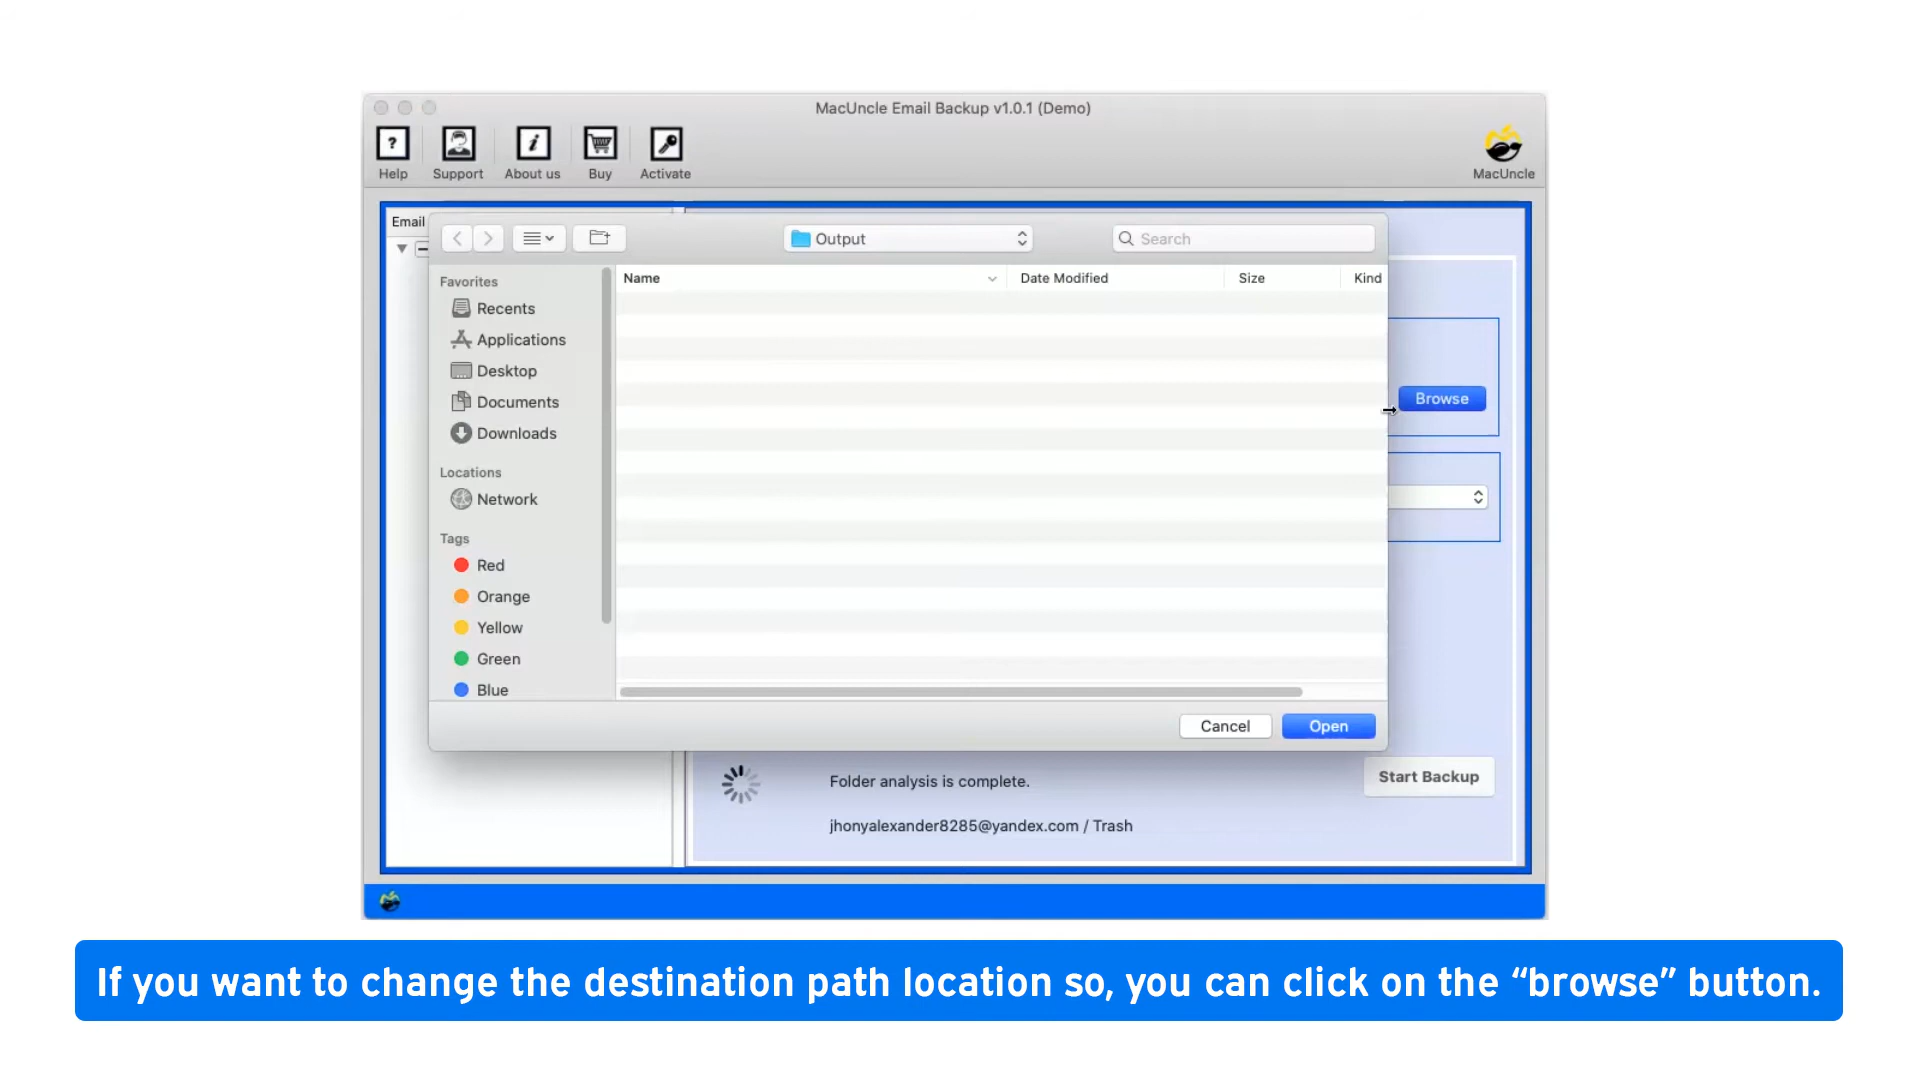 MacUncle Email Backup v1.0.1 (Demo)
? i
Help Support About us Buy Activate MacUncle
Email
Output Search
Favorites
Name Date Modified Size Kind
Recents
Applications
Desktop
Documents
Browse
Downloads
Locations
Network
Tags
Red
Orange
Yellow
Green
Blue
Cancel Open
Folder analysis is complete. Start Backup
jhonyalexander8285@yandex.com / Trash
If you want to change the destination path location so, you can click on the “browse” button.